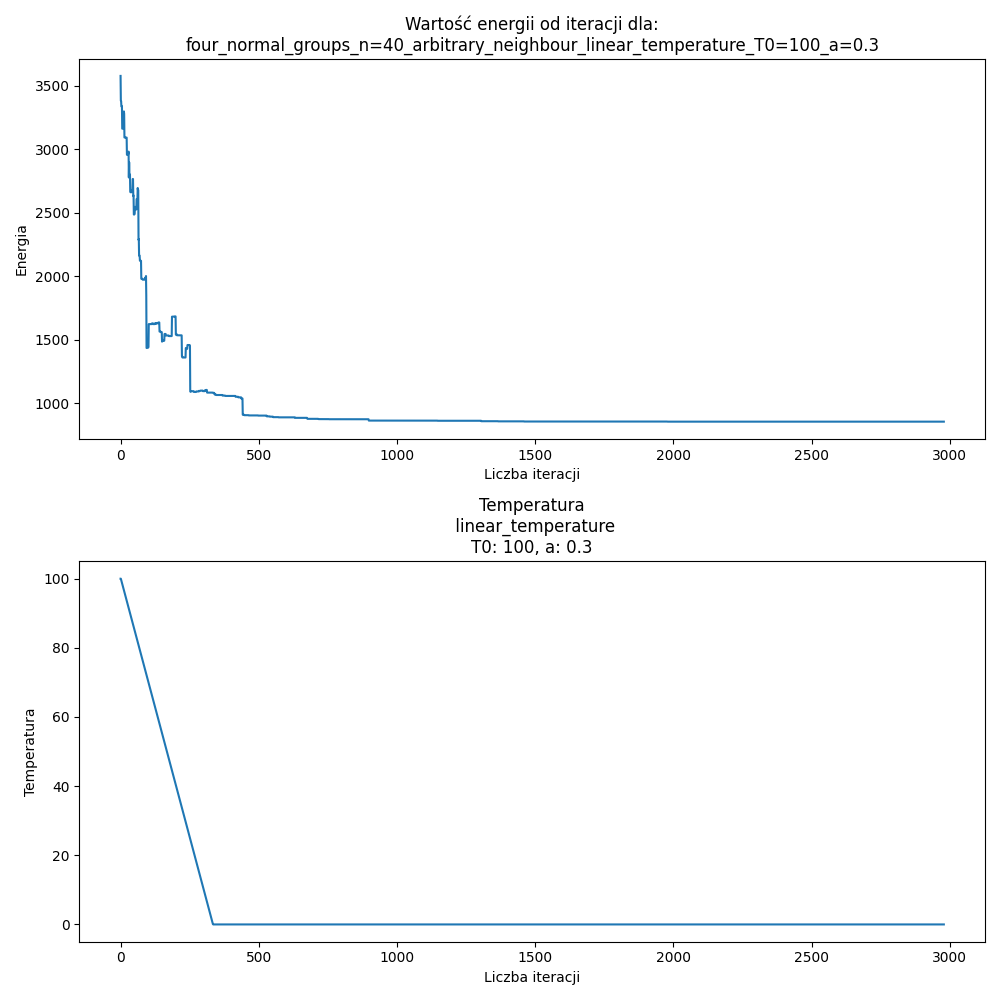 Wartość energii od iteracji dla:
four_normal_groups_n=40_arbitrary_neighbour_linear_temperature_T0=100_a=0.3
3500
3000
2500
2000
1500
1000
Energia
0 500 1000 1500 2000 2500 3000
Liczba iteracji
Temperatura
linear_temperature
T0: 100, a: 0.3
100
80
60
40
20
0
Temperatura
0 500 1000 1500 2000 2500 3000
Liczba iteracji